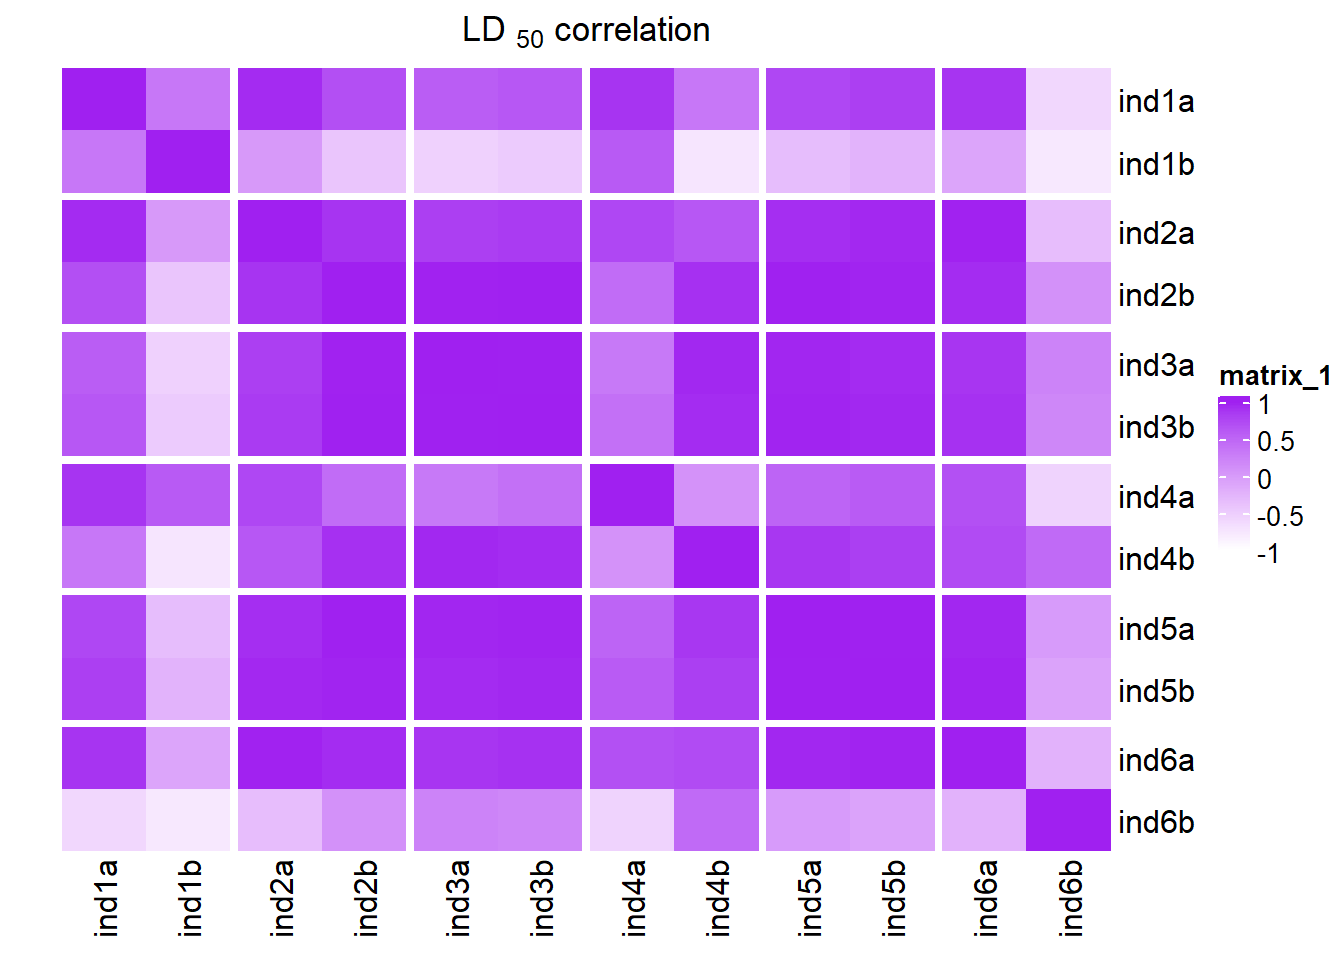 LD 50 correlation
ind1a
ind1b
ind2a
ind2b
ind3a
ind3b
ind4a
ind4b
ind5a
ind5b
ind6a
ind6b
matrix_1
1
0.5
0
-0.5
-1
ind1a
ind1b
ind2a
ind2b
ind3a
ind3b
ind4a
ind4b
ind5a
ind5b
ind6a
ind6b